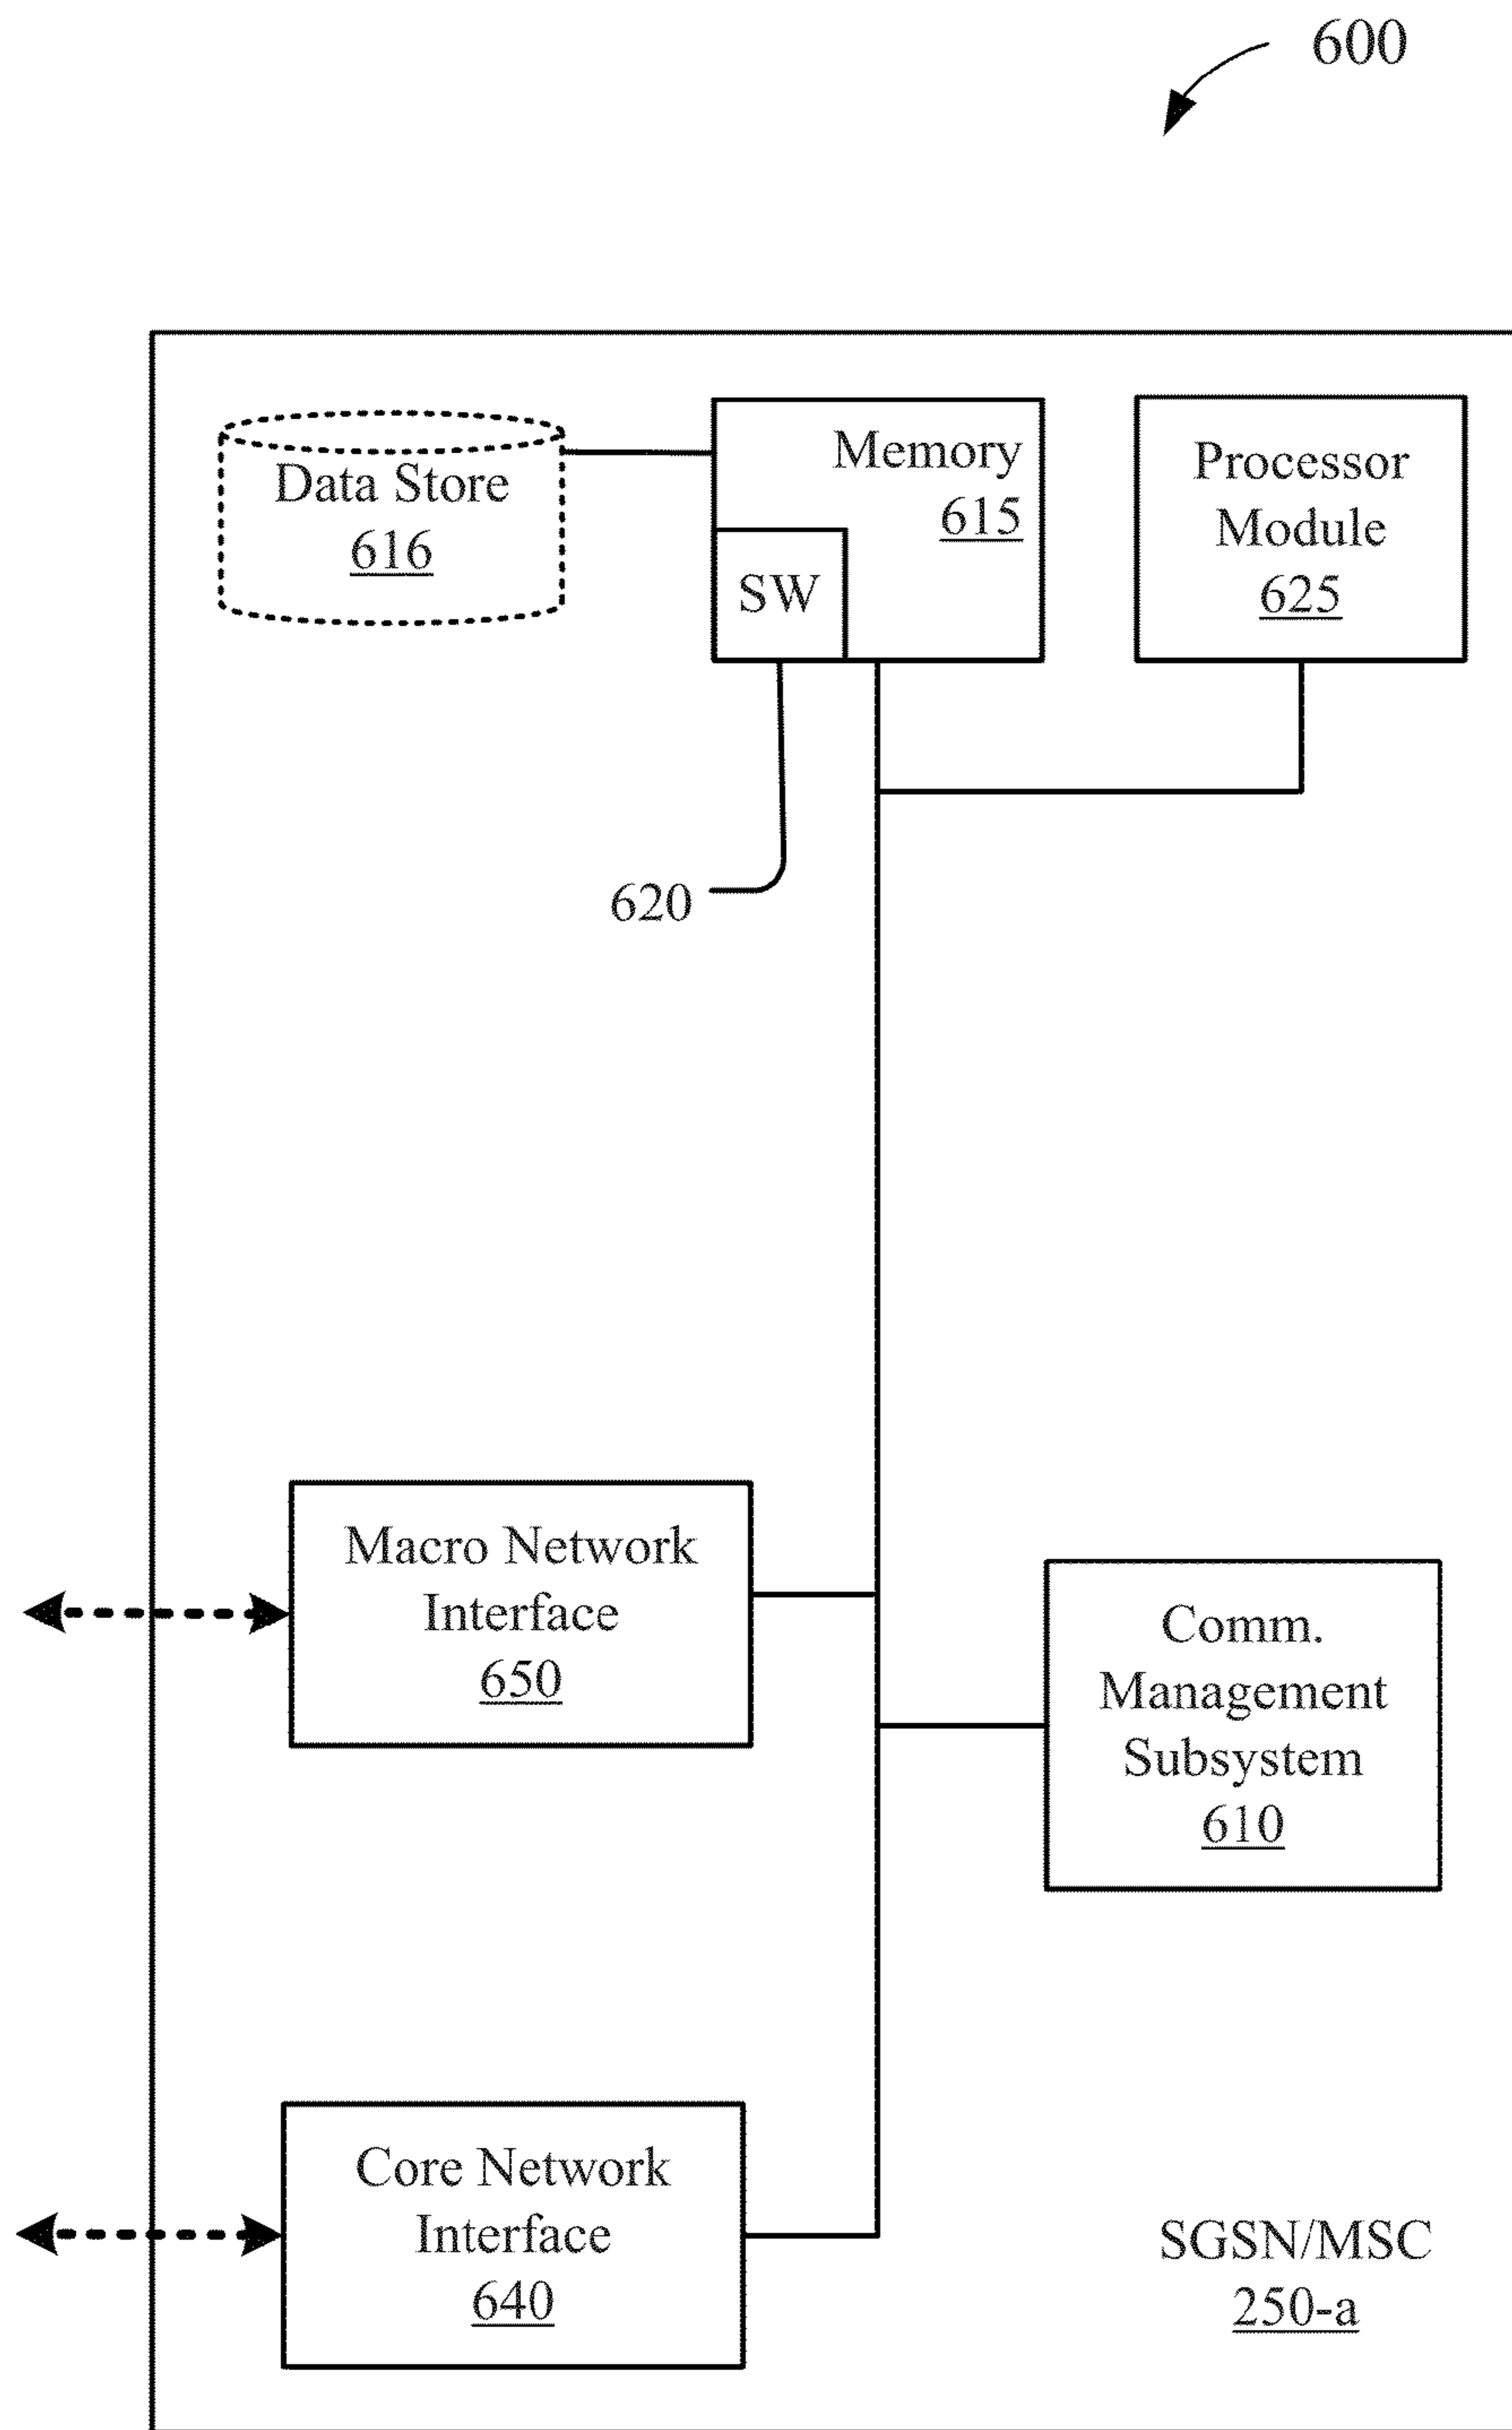 600
Data Store
616
Memory
615
SW
Processor
Module
625
620
Macro Network
Interface
650
Comm.
Management
Subsystem
610
Core Network
Interface
640
SGSN/MSC
250-a